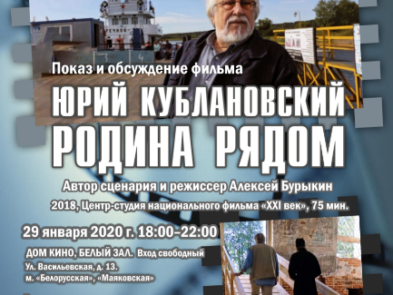 Показ и обсуждение фильма
ЮРИЙ КУБЛАНОВСКИЙ
РОДИНА РЯДОМ
Автор сценария и режиссер Алексей Бурыкин
2018, Центр-студия национального фильма «XXI век», 75 мин.
29 января 2020 г. 18:00–22:00
ДОМ КИНО, БЕЛЫЙ ЗАЛ. Вход свободный
Ул. Васильевская, д. 13.
м. «Белорусская», «Маяковская»